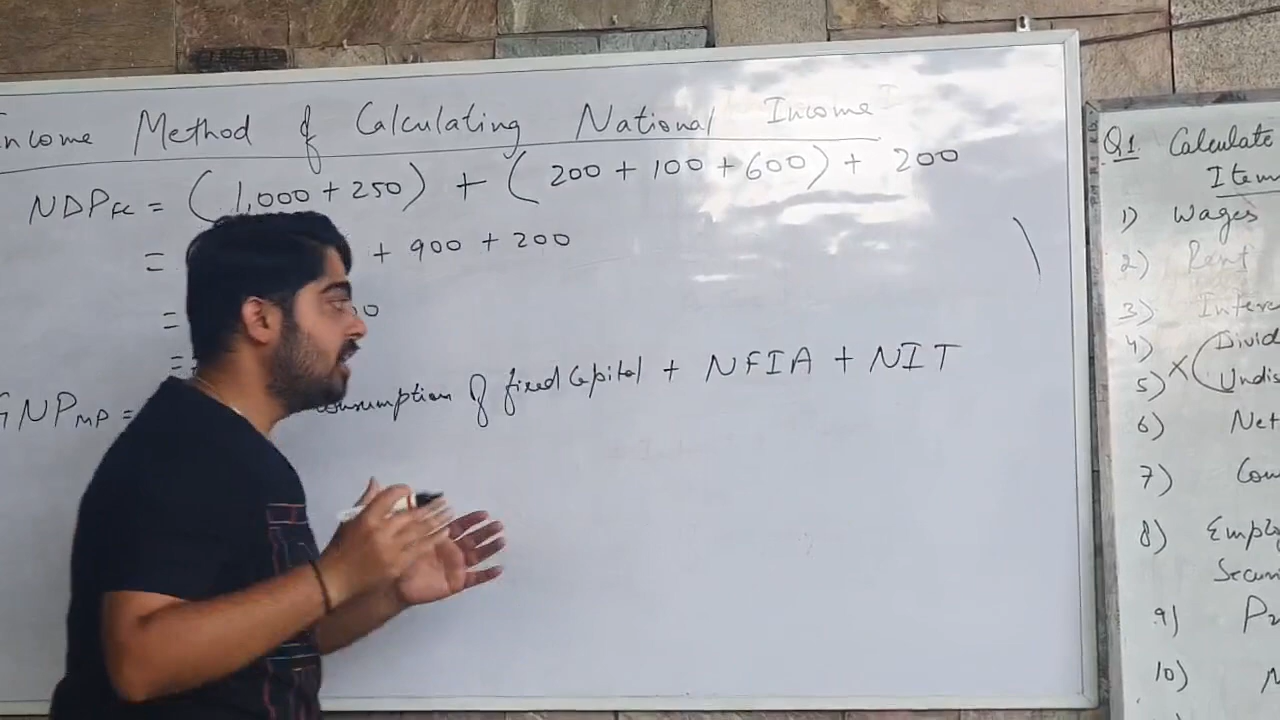 Income Method of Calculating National Income
NDPFC = (1,000 + 250) + (200 + 100 + 600) + 200
= + 900 + 200
=
=
GNPMP = Consumption of fixed Capital + NFIA + NIT
Q1 Calculate
Item
1) Wages
2) Rent
3) Intere
4) Divid
5) X ( Undis
6) Net
7) Com
8) Emplo
Secur
9)
10)